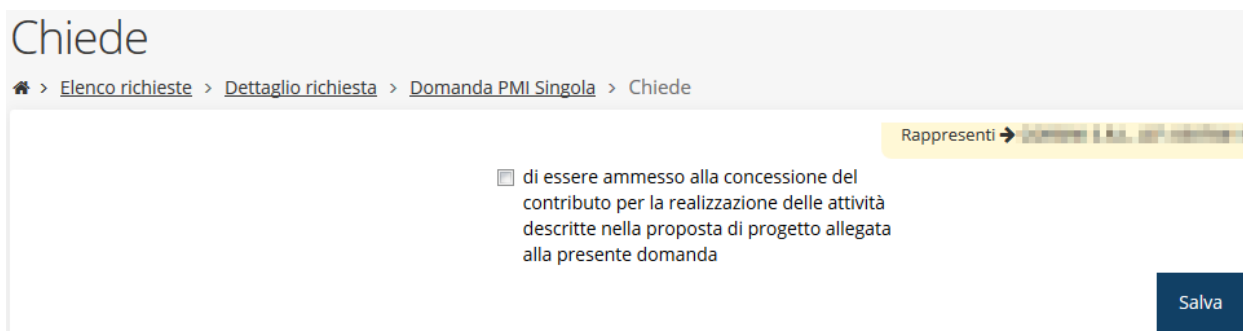 Chiede
> Elenco richieste > Dettaglio richiesta > Domanda PMI Singola > Chiede
Rappresenti
di essere ammesso alla concessione del
contributo per la realizzazione delle attività
descritte nella proposta di progetto allegata
alla presente domanda
Salva